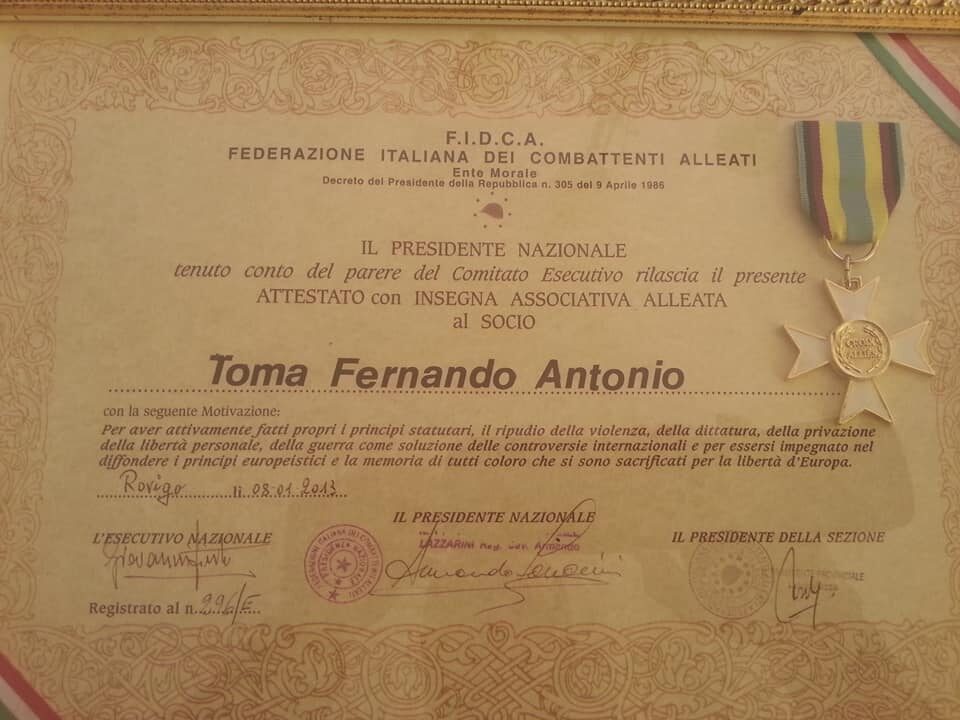 F.I.D.C.A.
FEDERAZIONE ITALIANA DEI COMBATTENTI ALLEATI
Ente Morale
Decreto del Presidente della Repubblica n. 305 del 9 Aprile 1986
IL PRESIDENTE NAZIONALE
tenuto conto del parere del Comitato Esecutivo rilascia il presente
ATTESTATO con INSEGNA ASSOCIATIVA ALLEATA
al SOCIO
Toma Fernando Antonio
con la seguente Motivazione:
Per aver attivamente fatti propri i principi statutari, il ripudio della violenza, della dittatura, della privazione
della libertà personale, della guerra come soluzione delle controversie internazionali e per essersi impegnato nel
diffondere i principi europeistici e la memoria di tutti coloro che si sono sacrificati per la libertà d'Europa.
Rovigo li 08-01-2013
IL PRESIDENTE NAZIONALE
LAZZARINI Armando
L'ESECUTIVO NAZIONALE
IL PRESIDENTE DELLA SEZIONE
PRESIDENZA NAZIONALE
Registrato al n. 296/E